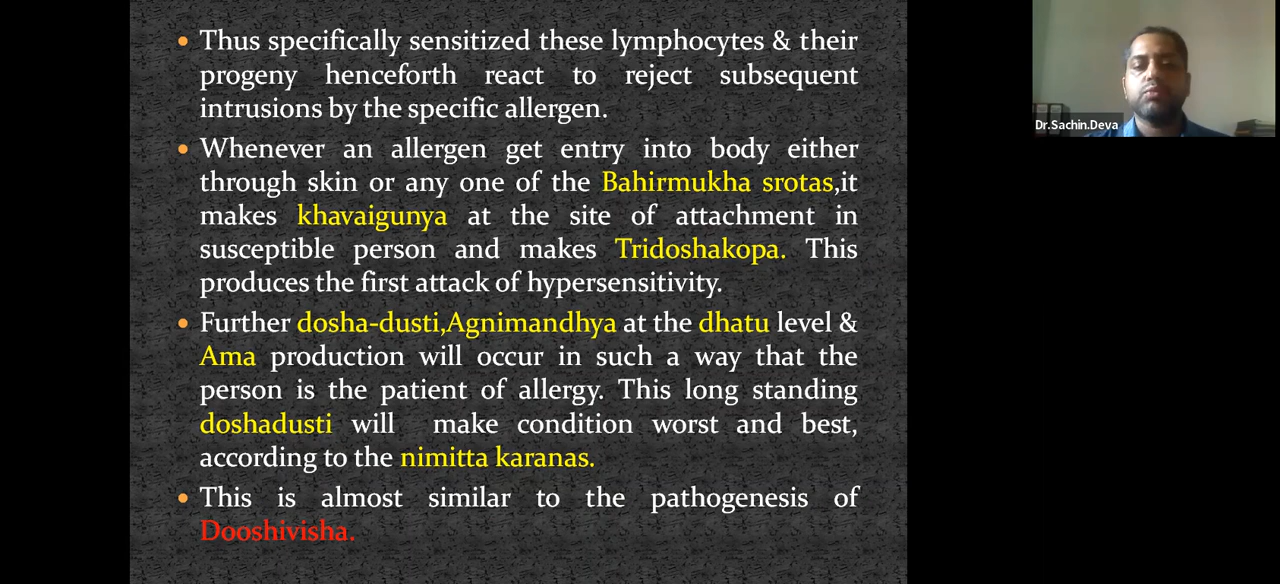 • Thus specifically sensitized these lymphocytes & their
progeny henceforth react to reject subsequent
intrusions by the specific allergen.
• Whenever an allergen get entry into body either
through skin or any one of the Bahirmukha srotas,it
makes khavaigunya at the site of attachment in
susceptible person and makes Tridoshakopa. This
produces the first attack of hypersensitivity.
• Further dosha-dusti,Agnimandhya at the dhatu level &
Ama production will occur in such a way that the
person is the patient of allergy. This long standing
doshadusti will make condition worst and best,
according to the nimitta karanas.
• This is almost similar to the pathogenesis of
Dooshivisha.
Dr.Sachin.Deva